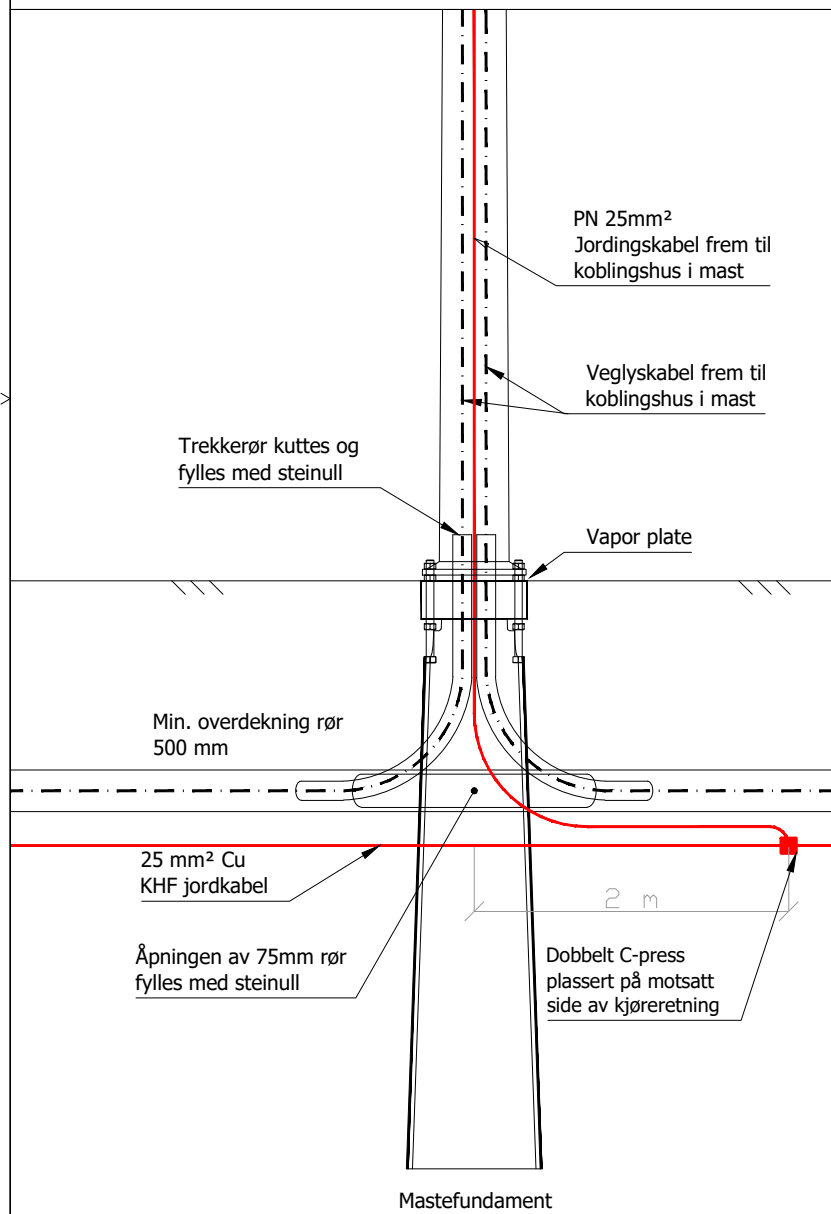 PN 25mm²
Jordingskabel frem til
koblingshus i mast
Veglyskabel frem til
koblingshus i mast
Trekkerør kuttes og
fylles med steinull
Vapor plate
Min. overdekning rør
500 mm
25 mm² Cu
KHF jordkabel
2 m
Åpningen av 75mm rør
fylles med steinull
Dobbelt C-press
plassert på motsatt
side av kjøreretning
Mastefundament